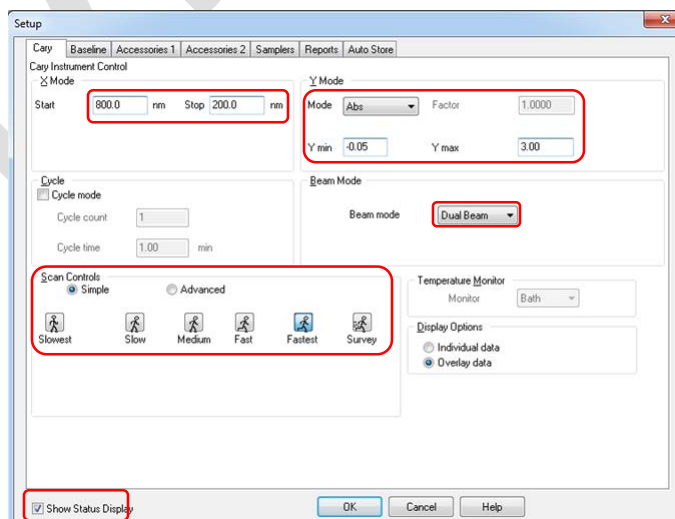 Setup
Cary Baseline Accessories 1 Accessories 2 Samplers Reports Auto Store
Cary Instrument Control
X Mode
Start 800.0 nm Stop 200.0 nm
Y Mode
Mode Abs Factor 1.0000
Y min -0.05 Y max 3.00
Cycle
Cycle mode
Cycle count 1
Cycle time 1.00 min
Beam Mode
Beam mode Dual Beam
Scan Controls
Simple Advanced
Slowest Slow Medium Fast Fastest Survey
Temperature Monitor
Monitor Bath
Display Options
Individual data
Overlay data
Show Status Display OK Cancel Help